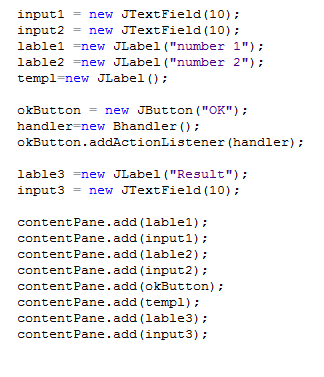 input1 = new JTextField(10);
input2 = new JTextField(10);
lable1 =new JLabel("number 1");
lable2 =new JLabel("number 2");
templ=new JLabel();
okButton = new JButton("OK");
handler=new Bhandler();
okButton.addActionListener(handler);
lable3 =new JLabel("Result");
input3 = new JTextField(10);
contentPane.add(lable1);
contentPane.add(input1);
contentPane.add(lable2);
contentPane.add(input2);
contentPane.add(okButton);
contentPane.add(templ);
contentPane.add(lable3);
contentPane.add(input3);